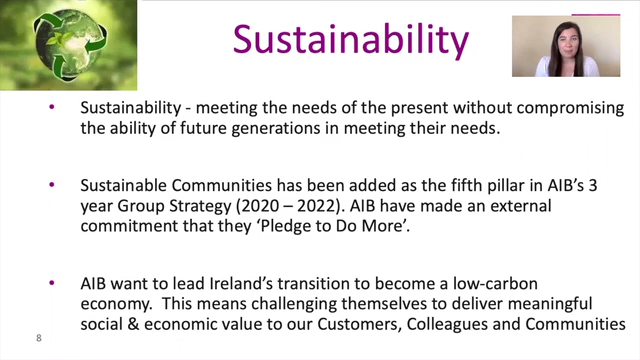 Sustainability
• Sustainability - meeting the needs of the present without compromising
the ability of future generations in meeting their needs.
• Sustainable Communities has been added as the fifth pillar in AIB’s 3
year Group Strategy (2020 – 2022). AIB have made an external
commitment that they ‘Pledge to Do More’.
• AIB want to lead Ireland’s transition to become a low-carbon
economy.  This means challenging themselves to deliver meaningful
social & economic value to our Customers, Colleagues and Communities
8